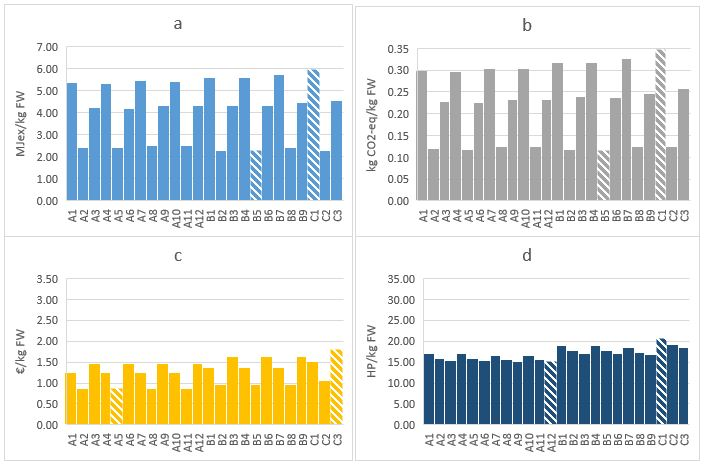 a
7.00
6.00
5.00
4.00
3.00
2.00
1.00
0.00
MJex/kg FW
A1 A2 A3 A4 A5 A6 A7 A8 A9 A10 A11 A12 B1 B2 B3 B4 B5 B6 B7 B8 B9 C1 C2 C3
b
0.35
0.30
0.25
0.20
0.15
0.10
0.05
0.00
kg CO2-eq/kg FW
A1 A2 A3 A4 A5 A6 A7 A8 A9 A10 A11 A12 B1 B2 B3 B4 B5 B6 B7 B8 B9 C1 C2 C3
c
3.50
3.00
2.50
2.00
1.50
1.00
0.50
0.00
€/kg FW
A1 A2 A3 A4 A5 A6 A7 A8 A9 A10 A11 A12 B1 B2 B3 B4 B5 B6 B7 B8 B9 C1 C2 C3
d
35.00
30.00
25.00
20.00
15.00
10.00
5.00
0.00
HP/kg FW
A1 A2 A3 A4 A5 A6 A7 A8 A9 A10 A11 A12 B1 B2 B3 B4 B5 B6 B7 B8 B9 C1 C2 C3